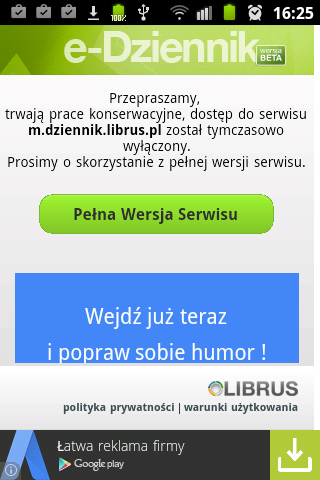 100%
16:25
e-Dziennik
wersja
BETA
Przepraszamy,
trwają prace konserwacyjne, dostęp do serwisu
m.dziennik.librus.pl został tymczasowo
wyłączony.
Prosimy o skorzystanie z pełnej wersji serwisu.
Pełna Wersja Serwisu
Wejdź już teraz
i popraw sobie humor !
LIBRUS
polityka prywatności | warunki użytkowania
Łatwa reklama firmy
Google play